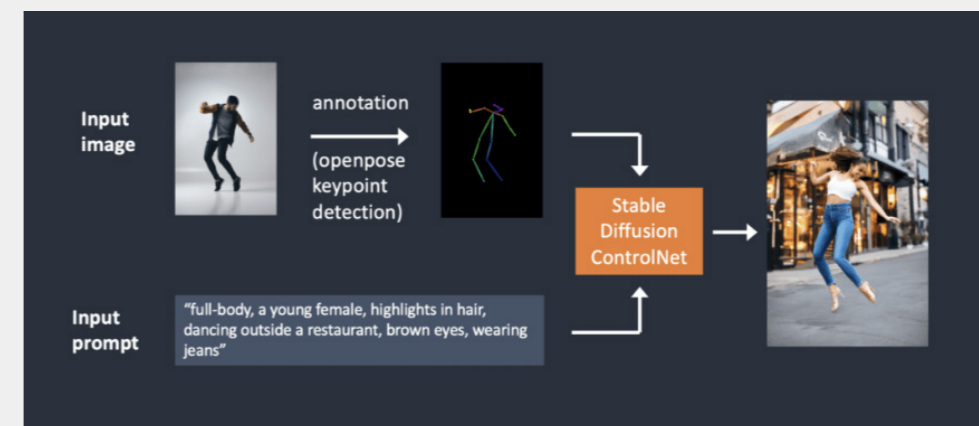 Input
image
annotation
(openpose
keypoint
detection)
Stable
Diffusion
ControlNet
Input
prompt
“full-body, a young female, highlights in hair,
dancing outside a restaurant, brown eyes, wearing
jeans”